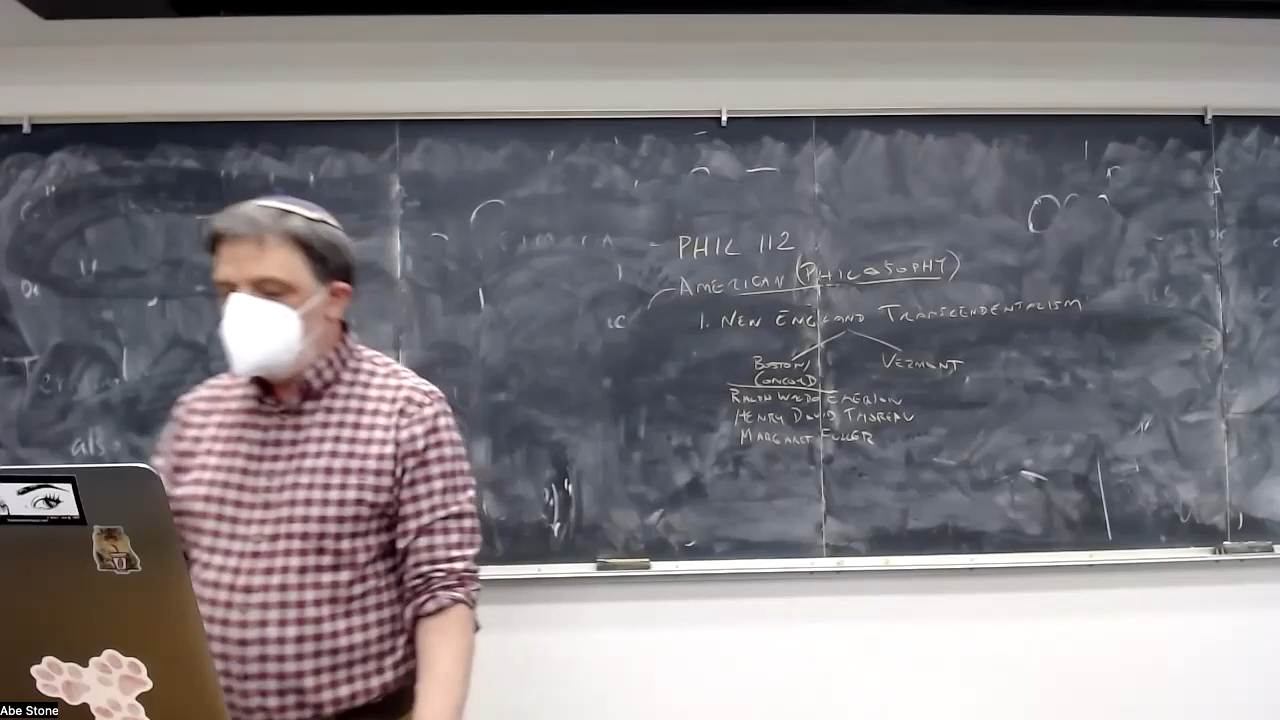 PHIL 112
AMERICAN (PHILOSOPHY)
1. NEW ENGLAND TRANSCENDENTALISM
BOSTON/ VERMONT
CONCORD
RALPH WALDO EMERSON
HENRY DAVID THOREAU
MARGARET FULLER
als
Abe Stone